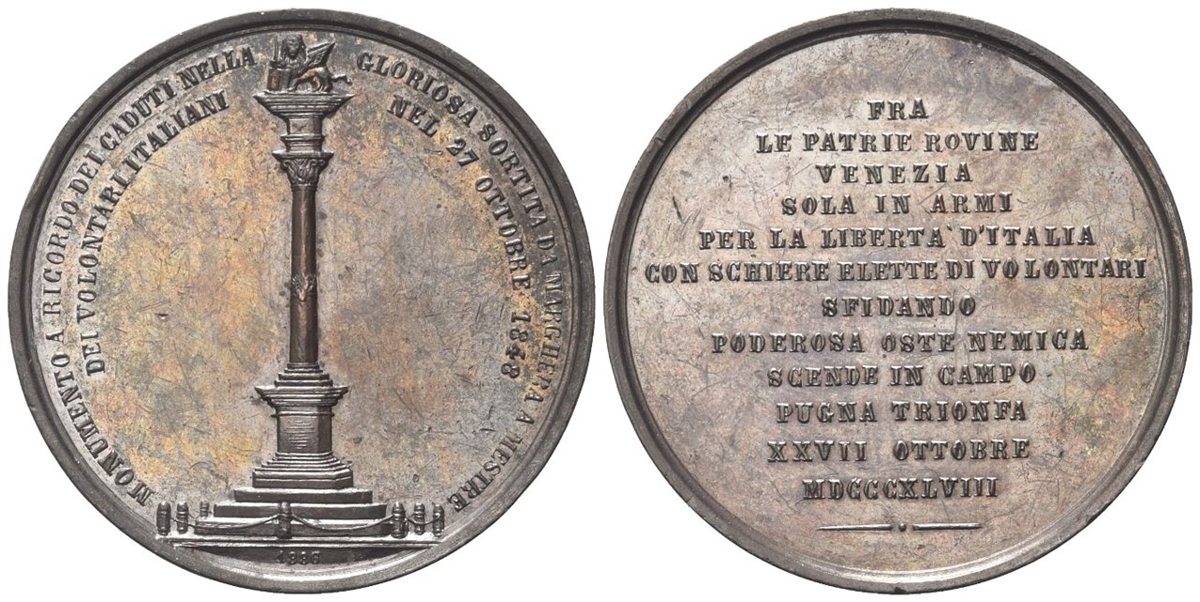 MONUMENTO A RICORDO DEI CADUTI NELLA GLORIOSA SORTITA DA MARGHERA A MESTRE
DEI VOLONTARI ITALIANI NEL 27 OTTOBRE 1848
1886
FRA
LE PATRIE ROVINE
VENEZIA
SOLA IN ARMI
PER LA LIBERTA' D'ITALIA
CON SCHIERE ELETTE DI VOLONTARI
SFIDANDO
PODEROSA OSTE NEMICA
SCENDE IN CAMPO
PUGNA TRIONFA
XXVII OTTOBRE
MDCCCXLVIII